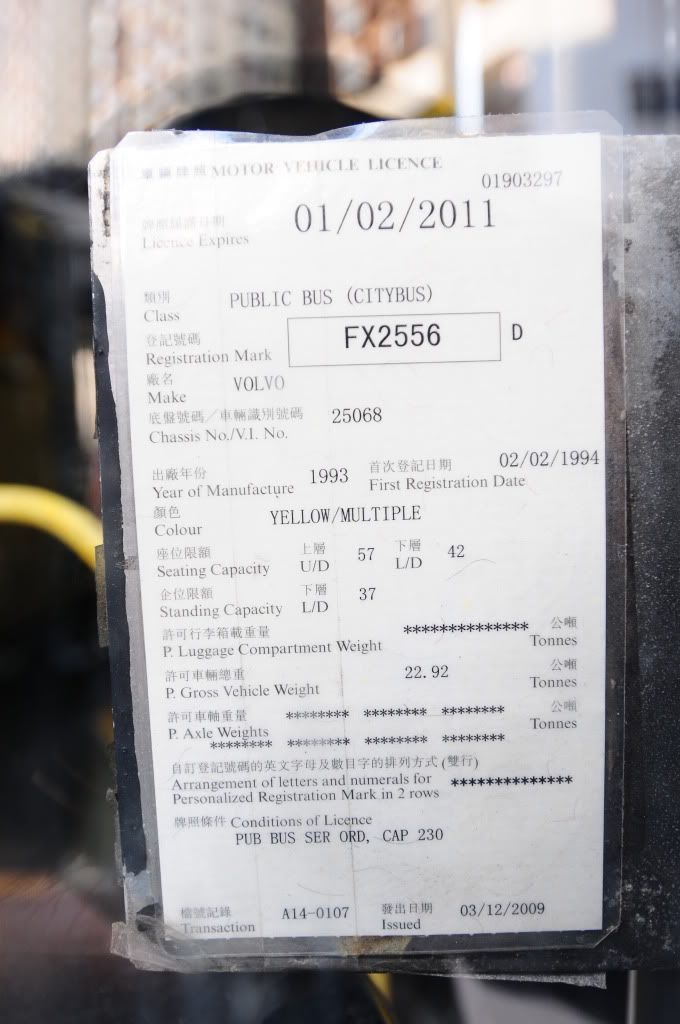 車輛牌照 MOTOR VEHICLE LICENCE
01903297
牌照屆滿日期 01/02/2011
Licence Expires
類別 PUBLIC BUS (CITYBUS)
Class
登記號碼 FX2556 D
Registration Mark
廠名 VOLVO
Make
底盤號碼／車輛識別號碼 25068
Chassis No./V.I. No.
出廠年份 1993 首次登記日期 02/02/1994
Year of Manufacture First Registration Date
顏色 YELLOW/MULTIPLE
Colour
座位限額 上層 57 下層 42
Seating Capacity U/D L/D
企位限額 下層 37
Standing Capacity L/D
許可行李箱載重量 ************** 公噸
P. Luggage Compartment Weight Tonnes
許可車輛總重 22.92 公噸
P. Gross Vehicle Weight Tonnes
許可車軸重量 ******** ******** ******** 公噸
P. Axle Weights Tonnes
******** ******** ******** ********
自訂登記號碼的英文字母及數目字的排列方式 (雙行)
Arrangement of letters and numerals for **************
Personalized Registration Mark in 2 rows
牌照條件 Conditions of Licence
PUB BUS SER ORD, CAP 230
檔號記錄 A14-0107 發出日期 03/12/2009
Transaction Issued